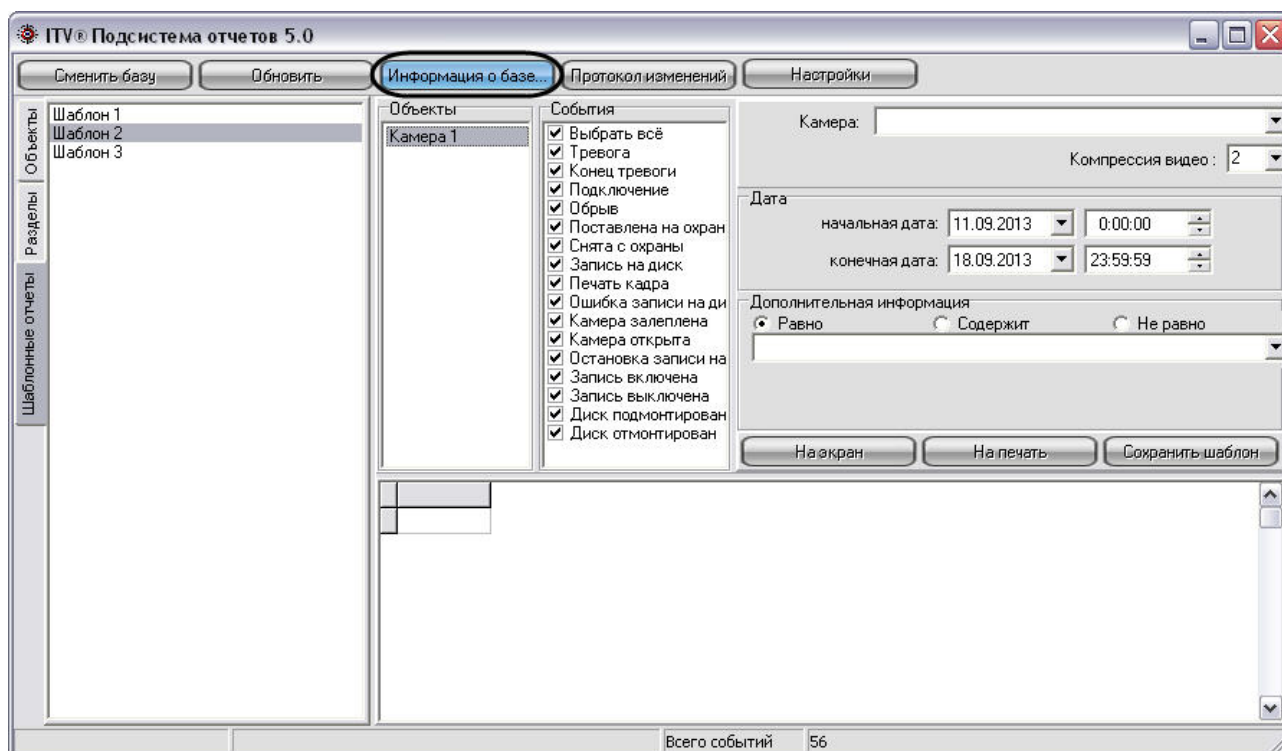 ITV® Подсистема отчетов 5.0
Сменить базу
Обновить
Информация о базе...
Протокол изменений
Настройки
Объекты
Разделы
Шаблонные отчеты
Шаблон 1
Шаблон 2
Шаблон 3
Объекты
Камера 1
События
Выбрать всё
Тревога
Конец тревоги
Подключение
Обрыв
Поставлена на охран
Снята с охраны
Запись на диск
Печать кадра
Ошибка записи на ди
Камера залеплена
Камера открыта
Остановка записи на
Запись включена
Запись выключена
Диск подмонтирован
Диск отмонтирован
Камера:
Компрессия видео : 2
Дата
начальная дата: 11.09.2013 0:00:00
конечная дата: 18.09.2013 23:59:59
Дополнительная информация
Равно Содержит Не равно
На экран
На печать
Сохранить шаблон
Всего событий 56